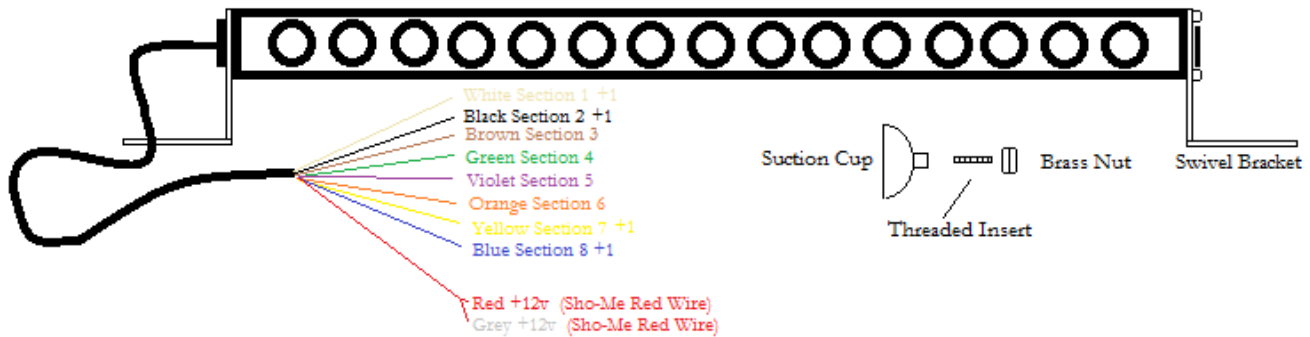 White Section 1 +1
Black Section 2 +1
Brown Section 3
Green Section 4
Violet Section 5
Orange Section 6
Yellow Section 7 +1
Blue Section 8 +1
Red +12v (Sho-Me Red Wire)
Grey +12v (Sho-Me Red Wire)
Suction Cup
Brass Nut
Threaded Insert
Swivel Bracket